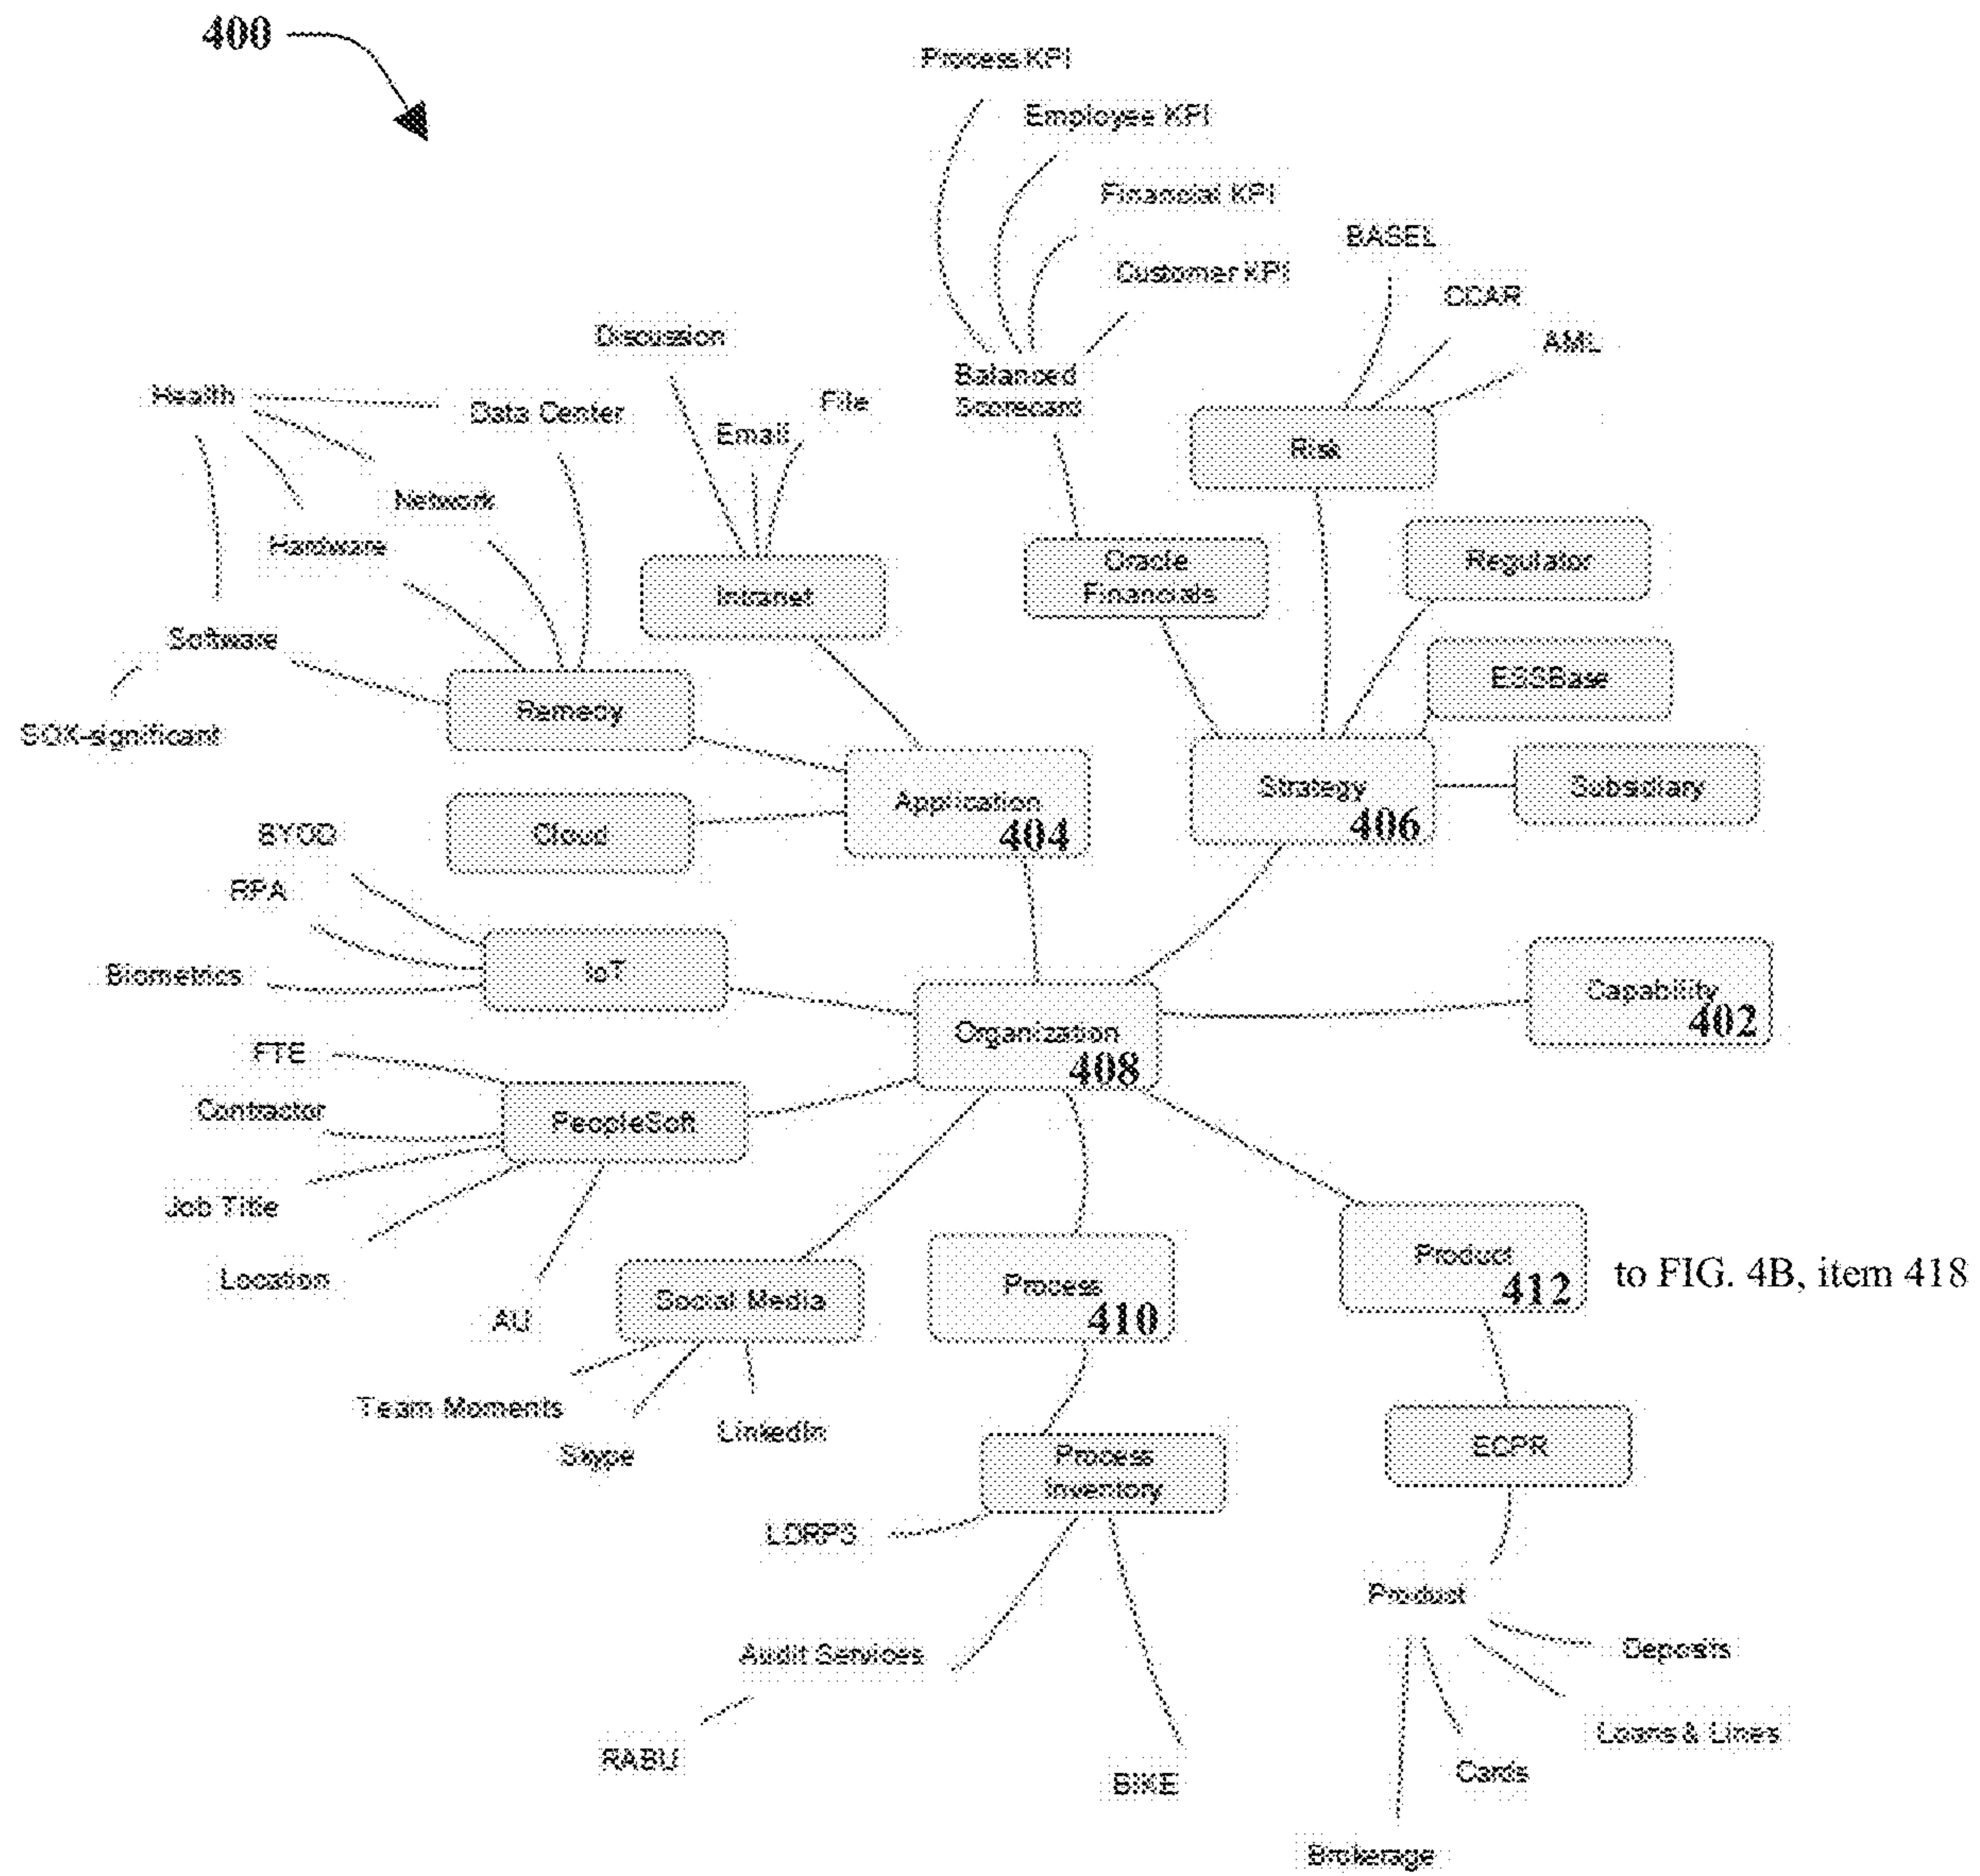 400
Process KPI
Employee KPI
Financial KPI
Customer KPI
BASEL
CCAR
AML
Discussion
Email
File
Balanced
Scorecard
Risk
Health
Data Center
Network
Hardware
Software
SOX-significant
Intranet
Oracle
Financials
Regulator
ESSBase
Subsidiary
Remedy
Cloud
Application
404
Strategy
406
BYOD
RPA
Biometrics
IoT
Capability
402
Organization
408
FTE
Contractor
Job Title
Location
AU
PeopleSoft
Social Media
Team Moments
Skype
LinkedIn
Process
410
Product
412
to FIG. 4B, item 418
Process
Inventory
ECPR
LDRPS
Audit Services
RABU
BIKE
Product
Deposits
Loans & Lines
Cards
Brokerage